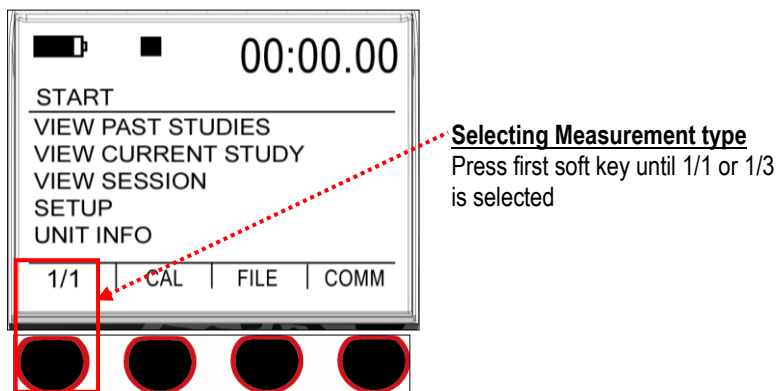 00:00.00
START
VIEW PAST STUDIES
VIEW CURRENT STUDY
VIEW SESSION
SETUP
UNIT INFO
1/1 CAL FILE COMM
Selecting Measurement type
Press first soft key until 1/1 or 1/3
is selected